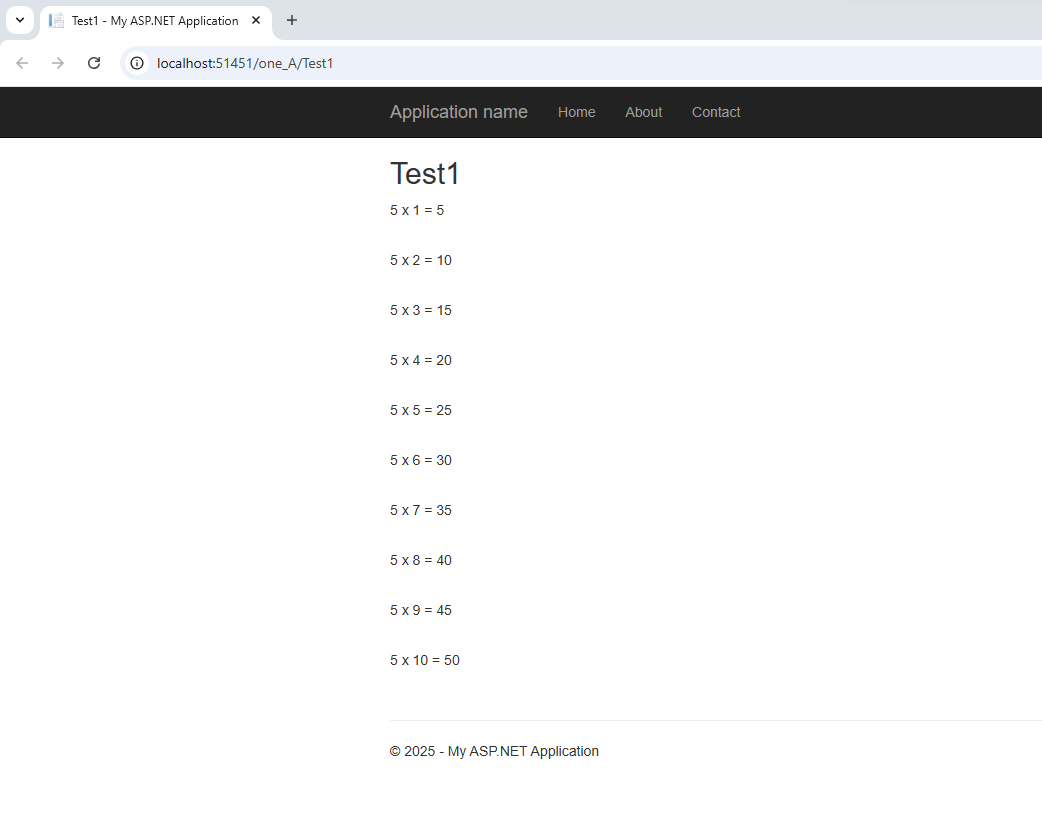 Test1 - My ASP.NET Application
localhost:51451/one_A/Test1
Application name Home About Contact
Test1
5 x 1 = 5
5 x 2 = 10
5 x 3 = 15
5 x 4 = 20
5 x 5 = 25
5 x 6 = 30
5 x 7 = 35
5 x 8 = 40
5 x 9 = 45
5 x 10 = 50
© 2025 - My ASP.NET Application